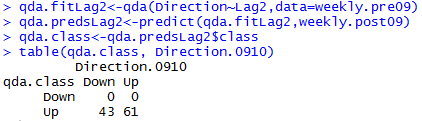 > qda.fitLag2<-qda(Direction~Lag2,data=weekly.pre09)
> qda.predsLag2<-predict(qda.fitLag2,weekly.post09)
> qda.class<-qda.predsLag2$class
> table(qda.class, Direction.0910)
         Direction.0910
qda.class Down Up
     Down    0  0
     Up     43 61